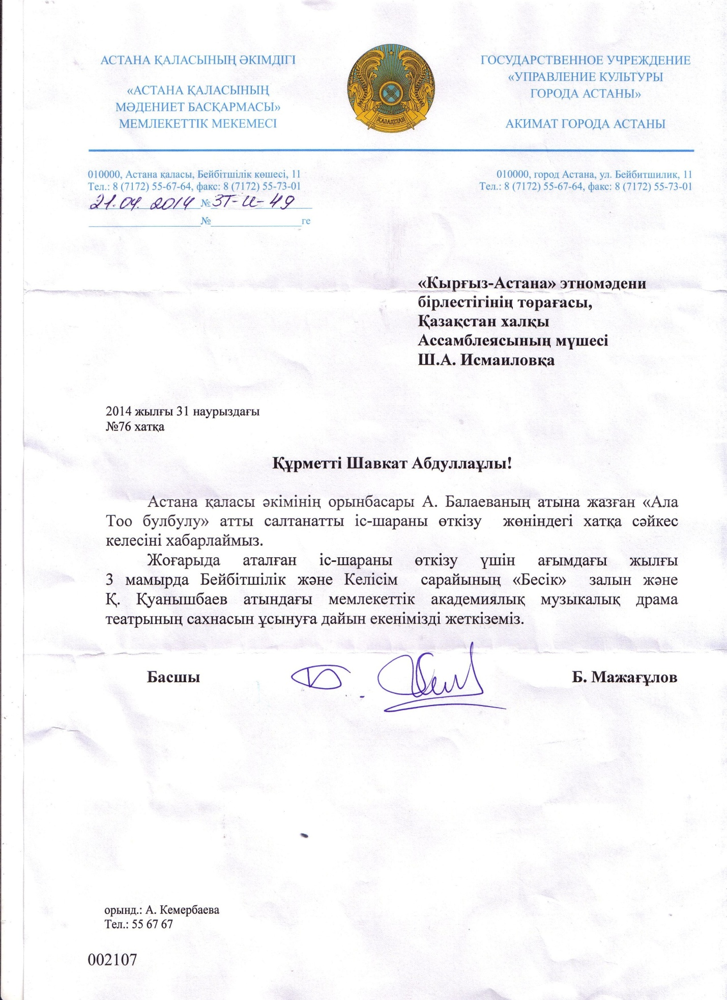 АСТАНА ҚАЛАСЫНЫҢ ӘКІМДІГІ
«АСТАНА ҚАЛАСЫНЫҢ
МӘДЕНИЕТ БАСҚАРМАСЫ»
МЕМЛЕКЕТТІК МЕКЕМЕСІ
ҚАЗАҚСТАН
ГОСУДАРСТВЕННОЕ УЧРЕЖДЕНИЕ
«УПРАВЛЕНИЕ КУЛЬТУРЫ
ГОРОДА АСТАНЫ»
АКИМАТ ГОРОДА АСТАНЫ
010000, Астана қаласы, Бейбітшілік көшесі, 11
Тел.: 8 (7172) 55-67-64, факс: 8 (7172) 55-73-01
21.04. 2014 № ЗТ-И-49
№ ге
010000, город Астана, ул. Бейбитшилик, 11
Тел.: 8 (7172) 55-67-64, факс: 8 (7172) 55-73-01
«Кырғыз-Астана» этномәдени
бірлестігінің төрағасы,
Қазақстан халқы
Ассамблеясының мүшесі
Ш.А. Исмаиловқа
2014 жылғы 31 наурыздағы
№76 хатқа
Құрметті Шавкат Абдуллаұлы!
Астана қаласы әкімінің орынбасары А. Балаеваның атына жазған «Ала
Тоо булбулу» атты салтанатты іс-шараны өткізу жөніндегі хатқа сәйкес
келесіні хабарлаймыз.
Жоғарыда аталған іс-шараны өткізу үшін ағымдағы жылғы
3 мамырда Бейбітшілік және Келісім сарайының «Бесік» залын және
Қ. Қуанышбаев атындағы мемлекеттік академиялық музыкалық драма
театрының сахнасын ұсынуға дайын екенімізді жеткіземіз.
Басшы Б. Мажағұлов
орынд.: А. Кемербаева
Тел.: 55 67 67
002107